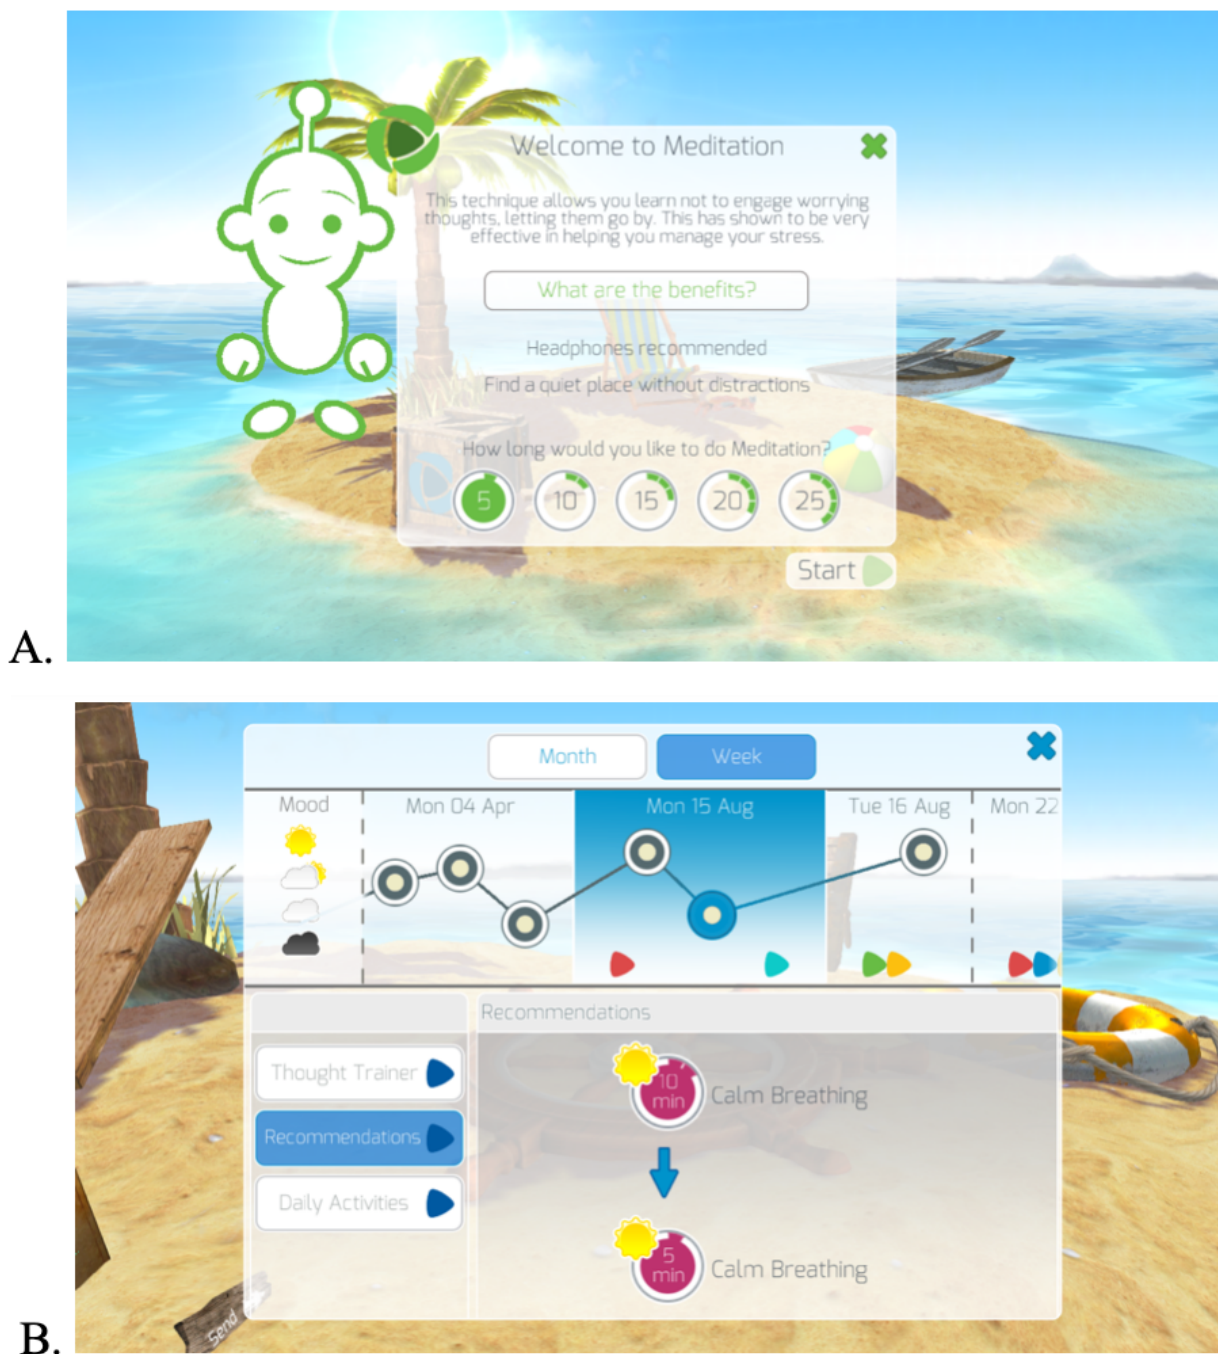 Welcome to Meditation
This technique allows you learn not to engage worrying
thoughts, letting them go by. This has shown to be very
effective in helping you manage your stress.
What are the benefits?
Headphones recommended
Find a quiet place without distractions
How long would you like to do Meditation?
5 10 15 20 25
Start
A.
Month Week
Mood Mon 04 Apr Mon 15 Aug Tue 16 Aug Mon 22
Recommendations
Thought Trainer
Recommendations
Daily Activities
10
min
Calm Breathing
5
min
Calm Breathing
Send
B.